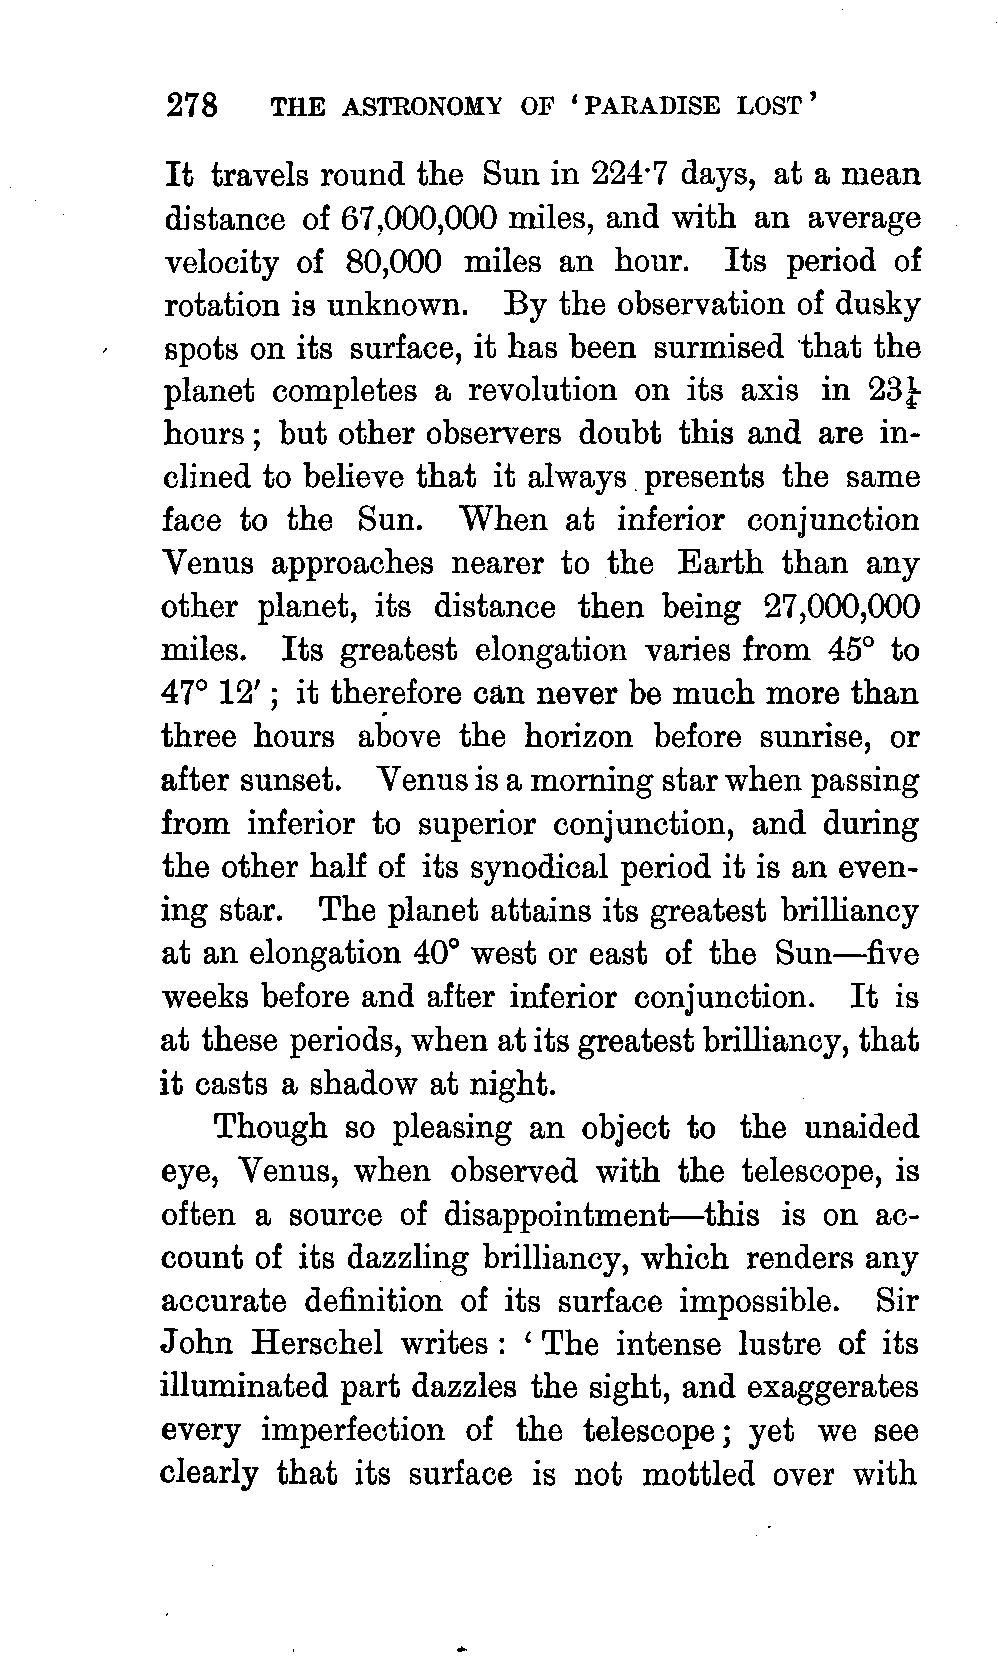 278 THE ASTRONOMY OF ‘PARADISE LOST’
It travels round the Sun in 224·7 days, at a mean
distance of 67,000,000 miles, and with an average
velocity of 80,000 miles an hour. Its period of
rotation is unknown. By the observation of dusky
spots on its surface, it has been surmised that the
planet completes a revolution on its axis in 23¼
hours; but other observers doubt this and are in-
clined to believe that it always presents the same
face to the Sun. When at inferior conjunction
Venus approaches nearer to the Earth than any
other planet, its distance then being 27,000,000
miles. Its greatest elongation varies from 45° to
47° 12′; it therefore can never be much more than
three hours above the horizon before sunrise, or
after sunset. Venus is a morning star when passing
from inferior to superior conjunction, and during
the other half of its synodical period it is an even-
ing star. The planet attains its greatest brilliancy
at an elongation 40° west or east of the Sun—five
weeks before and after inferior conjunction. It is
at these periods, when at its greatest brilliancy, that
it casts a shadow at night.
Though so pleasing an object to the unaided
eye, Venus, when observed with the telescope, is
often a source of disappointment—this is on ac-
count of its dazzling brilliancy, which renders any
accurate definition of its surface impossible. Sir
John Herschel writes: ‘The intense lustre of its
illuminated part dazzles the sight, and exaggerates
every imperfection of the telescope; yet we see
clearly that its surface is not mottled over with